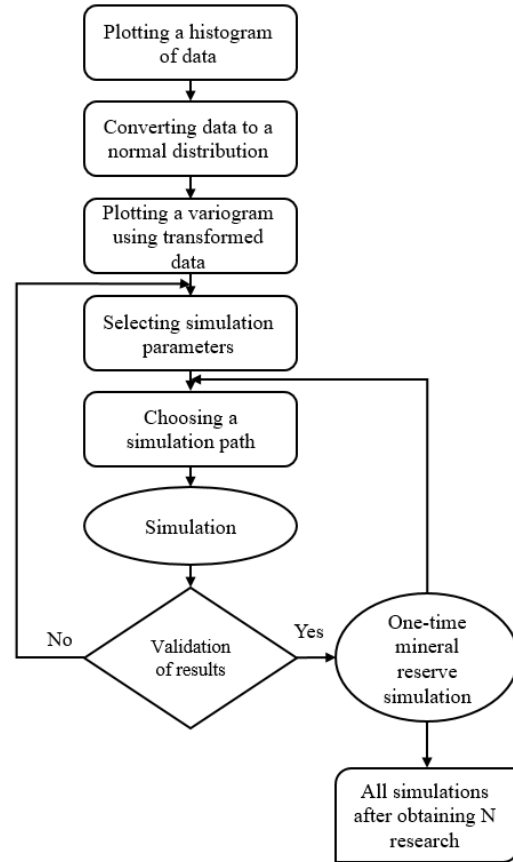 Plotting a histogram
of data
Converting data to a
normal distribution
Plotting a variogram
using transformed
data
Selecting simulation
parameters
Choosing a
simulation path
Simulation
No
Validation
of results
Yes
One-time
mineral
reserve
simulation
All simulations
after obtaining N
research